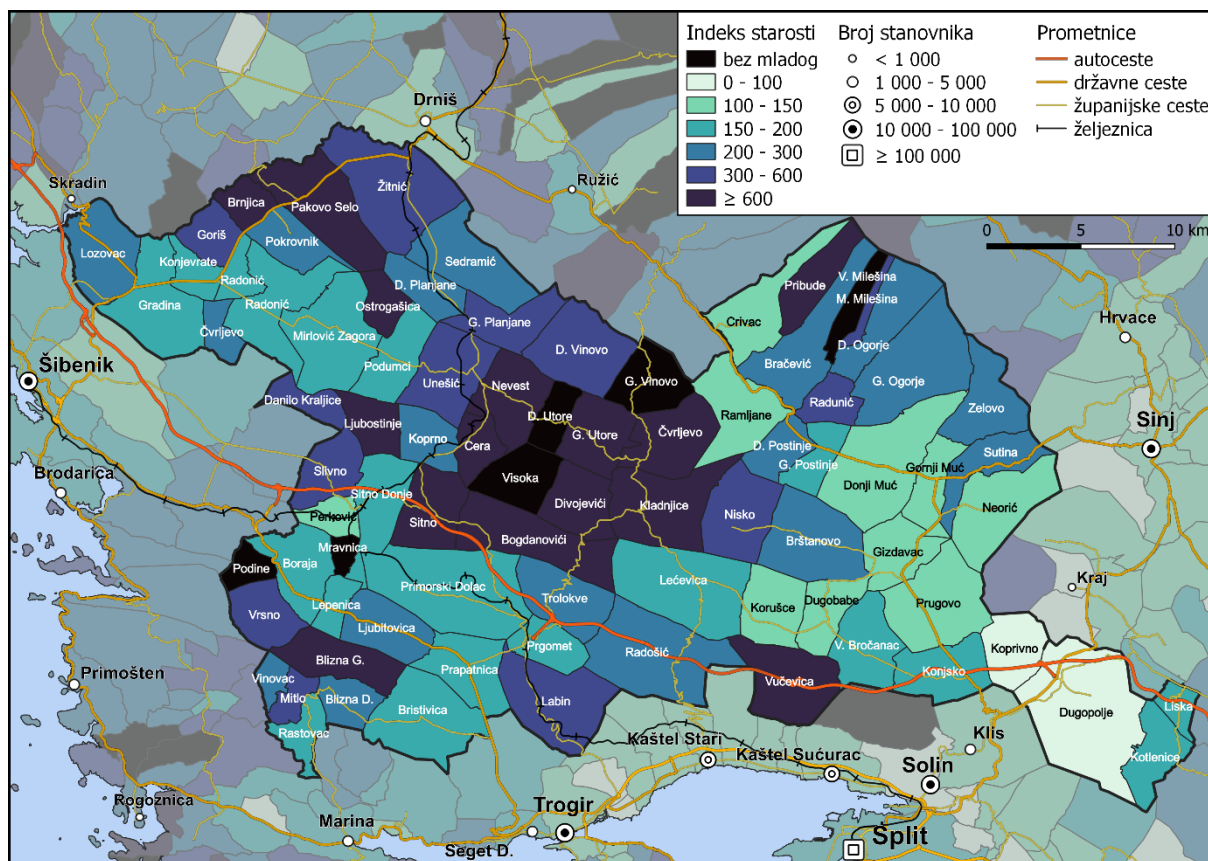 Indeks starosti
bez mladog
0 - 100
100 - 150
150 - 200
200 - 300
300 - 600
≥ 600
Broj stanovnika
< 1 000
1 000 - 5 000
5 000 - 10 000
10 000 - 100 000
≥ 100 000
Prometnice
autoceste
državne ceste
županijske ceste
željeznica
0 5 10 km
Drniš
Skradin
Ružić
Žitnić
Brnjica
Pakovo Selo
Goriš
Pokrovnik
Lozovac
Konjevrate
Radonić
Sedramić
D. Planjane
Ostrogašica
Gradina
Radonić
Čvrljevo
Mirlović Zagora
Podumci
G. Planjane
D. Vinovo
Unešić
Nevest
G. Vinovo
Crivac
Pribude
V. Milešina
M. Milešina
D. Ogorje
Bračević
G. Ogorje
Radunić
Zelovo
Hrvace
Sinj
Šibenik
Danilo Kraljice
Ljubostinje
Koprno
Cera
D. Utore
G. Utore
Čvrljevo
Ramljane
D. Postinje
G. Postinje
Donji Muć
Gornji Muć
Sutina
Neorić
Brodarica
Slivno
Sitno Donje
Visoka
Divojevići
Kladnjice
Nisko
Brštanovo
Gizdavac
Perković
Sitno
Bogdanovići
Mravnica
Podine
Boraja
Primorski Dolac
Lećevica
Korušce
Dugobabe
Prugovo
Kraj
Vrsno
Lepenica
Ljubitovica
Trolokve
Prgomet
Radošić
V. Bročanac
Koprivno
Konjsko
Primošten
Blizna G.
Prapatnica
Vučevica
Vinovac
Mitlo
Blizna D.
Bristivica
Labin
Rastovac
Dugopolje
Liska
Kotlenice
Klis
Kaštel Stari
Kaštel Sućurac
Solin
Rogoznica
Marina
Seget D.
Trogir
Split